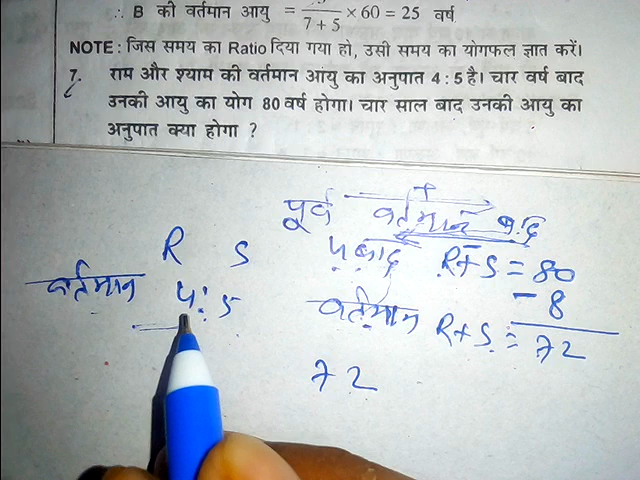 ∴ B की वर्तमान आयु = /7+5 × 60 = 25 वर्ष
NOTE : जिस समय का Ratio दिया गया हो, उसी समय का योगफल ज्ञात करें।
7. राम और श्याम की वर्तमान आयु का अनुपात 4 : 5 है। चार वर्ष बाद
उनकी आयु का योग 80 वर्ष होगा। चार साल बाद उनकी आयु का
अनुपात क्या होगा ?
+
पूर्व वर्तमान बाद
R S
४ बाद R+S = 80
- 8
वर्तमान ४ : 5
वर्तमान R+S = 72
72